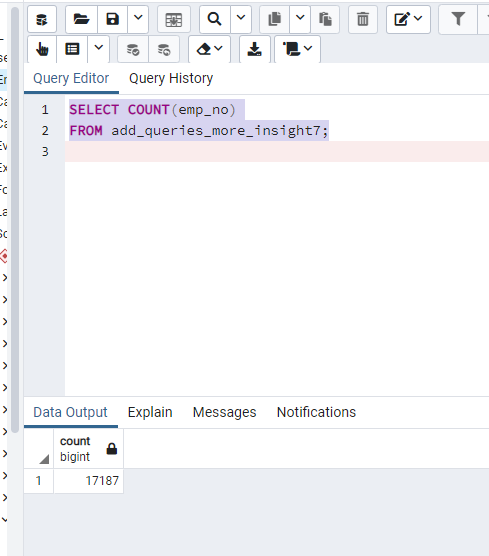 Query Editor Query History
1 SELECT COUNT(emp_no)
2 FROM add_queries_more_insight7;
3
Data Output Explain Messages Notifications
count
bigint
1 17187